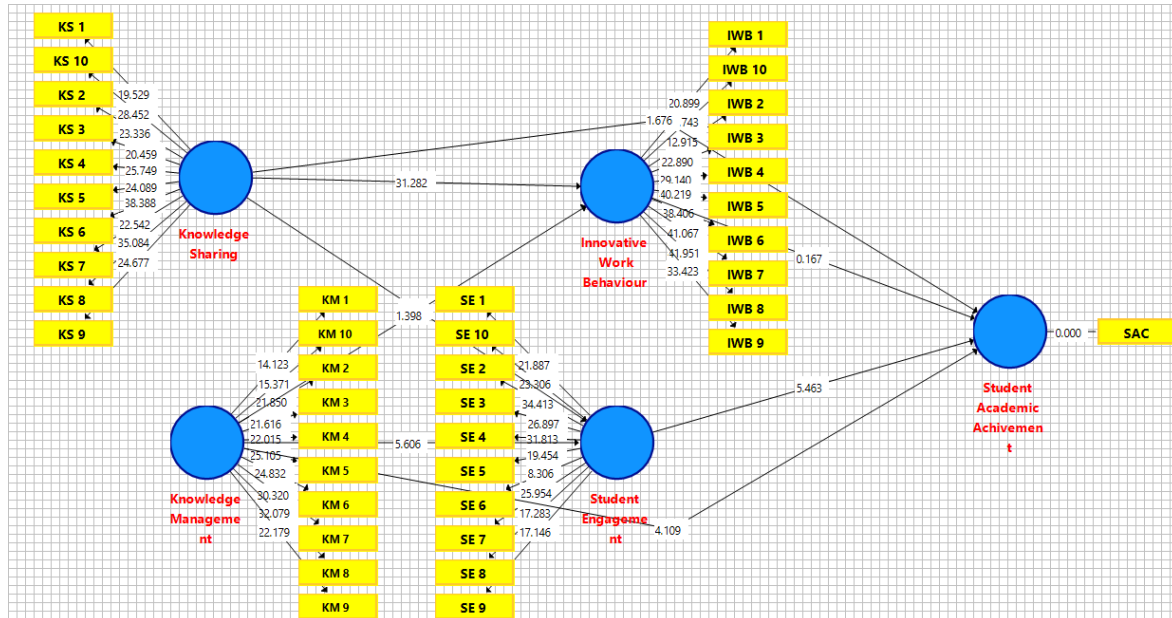 KS 1
KS 10
KS 2
KS 3
KS 4
KS 5
KS 6
KS 7
KS 8
KS 9
19.529
28.452
23.336
20.459
25.749
24.089
38.388
22.542
35.084
24.677
Knowledge
Sharing
31.282
1.676
1.398
IWB 1
IWB 10
IWB 2
IWB 3
IWB 4
IWB 5
IWB 6
IWB 7
IWB 8
IWB 9
20.899
.743
12.915
22.890
29.140
40.219
38.406
41.067
41.951
33.423
Innovative
Work
Behaviour
0.167
KM 1
KM 10
KM 2
KM 3
KM 4
KM 5
KM 6
KM 7
KM 8
KM 9
14.123
15.371
21.850
21.616
22.015
25.105
24.832
30.320
32.079
22.179
Knowledge
Manageme
nt
5.606
SE 1
SE 10
SE 2
SE 3
SE 4
SE 5
SE 6
SE 7
SE 8
SE 9
21.887
23.306
34.413
26.897
31.813
19.454
8.306
25.954
17.283
17.146
Student
Engagome
nt
5.463
4.109
0.000
SAC
Student
Academic
Achivemen
t